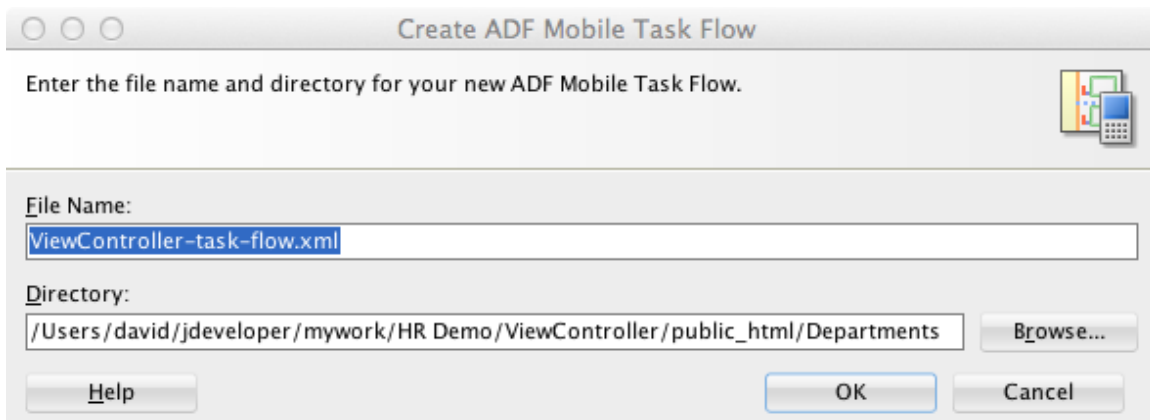 Create ADF Mobile Task Flow
Enter the file name and directory for your new ADF Mobile Task Flow.
File Name:
ViewController-task-flow.xml
Directory:
/Users/david/jdeveloper/mywork/HR Demo/ViewController/public_html/Departments
Browse...
Help
OK
Cancel